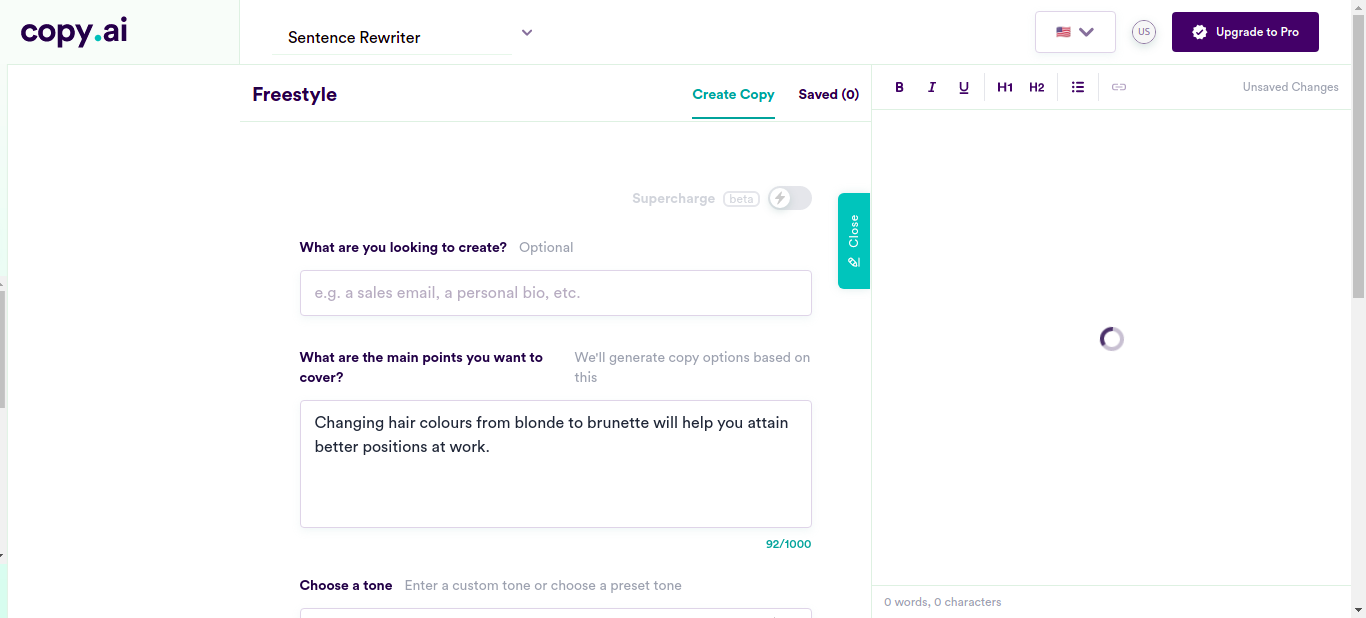 copy.ai
Sentence Rewriter
US
Upgrade to Pro
Freestyle
Create Copy
Saved (0)
B I U H1 H2
Unsaved Changes
Supercharge beta
Close
What are you looking to create? Optional
e.g. a sales email, a personal bio, etc.
What are the main points you want to
cover?
We'll generate copy options based on
this
Changing hair colours from blonde to brunette will help you attain
better positions at work.
92/1000
Choose a tone Enter a custom tone or choose a preset tone
0 words, 0 characters